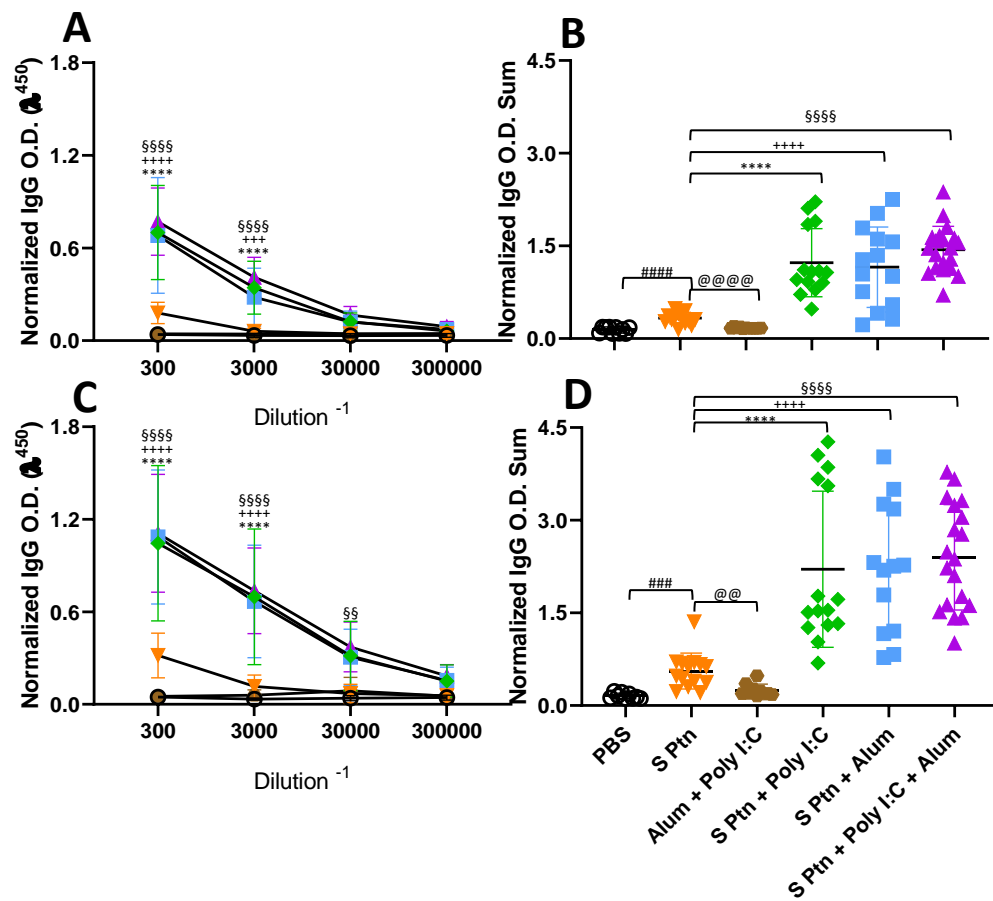 A
Normalized IgG O.D. (λ450)
1.8
1.2
0.6
0.0
§§§§
++++
****
§§§§
+++
****
300
3000
30000
300000
Dilution -1
B
Normalized IgG O.D. Sum
4.5
3.0
1.5
0.0
§§§§
++++
****
####
@@@@
C
Normalized IgG O.D. (λ450)
1.8
1.2
0.6
0.0
§§§§
++++
****
§§§§
++++
****
§§
300
3000
30000
300000
Dilution -1
D
Normalized IgG O.D. Sum
4.5
3.0
1.5
0.0
§§§§
++++
****
###
@@
PBS
S Ptn
Alum + Poly I:C
S Ptn + Poly I:C
S Ptn + Alum
S Ptn + Poly I:C + Alum